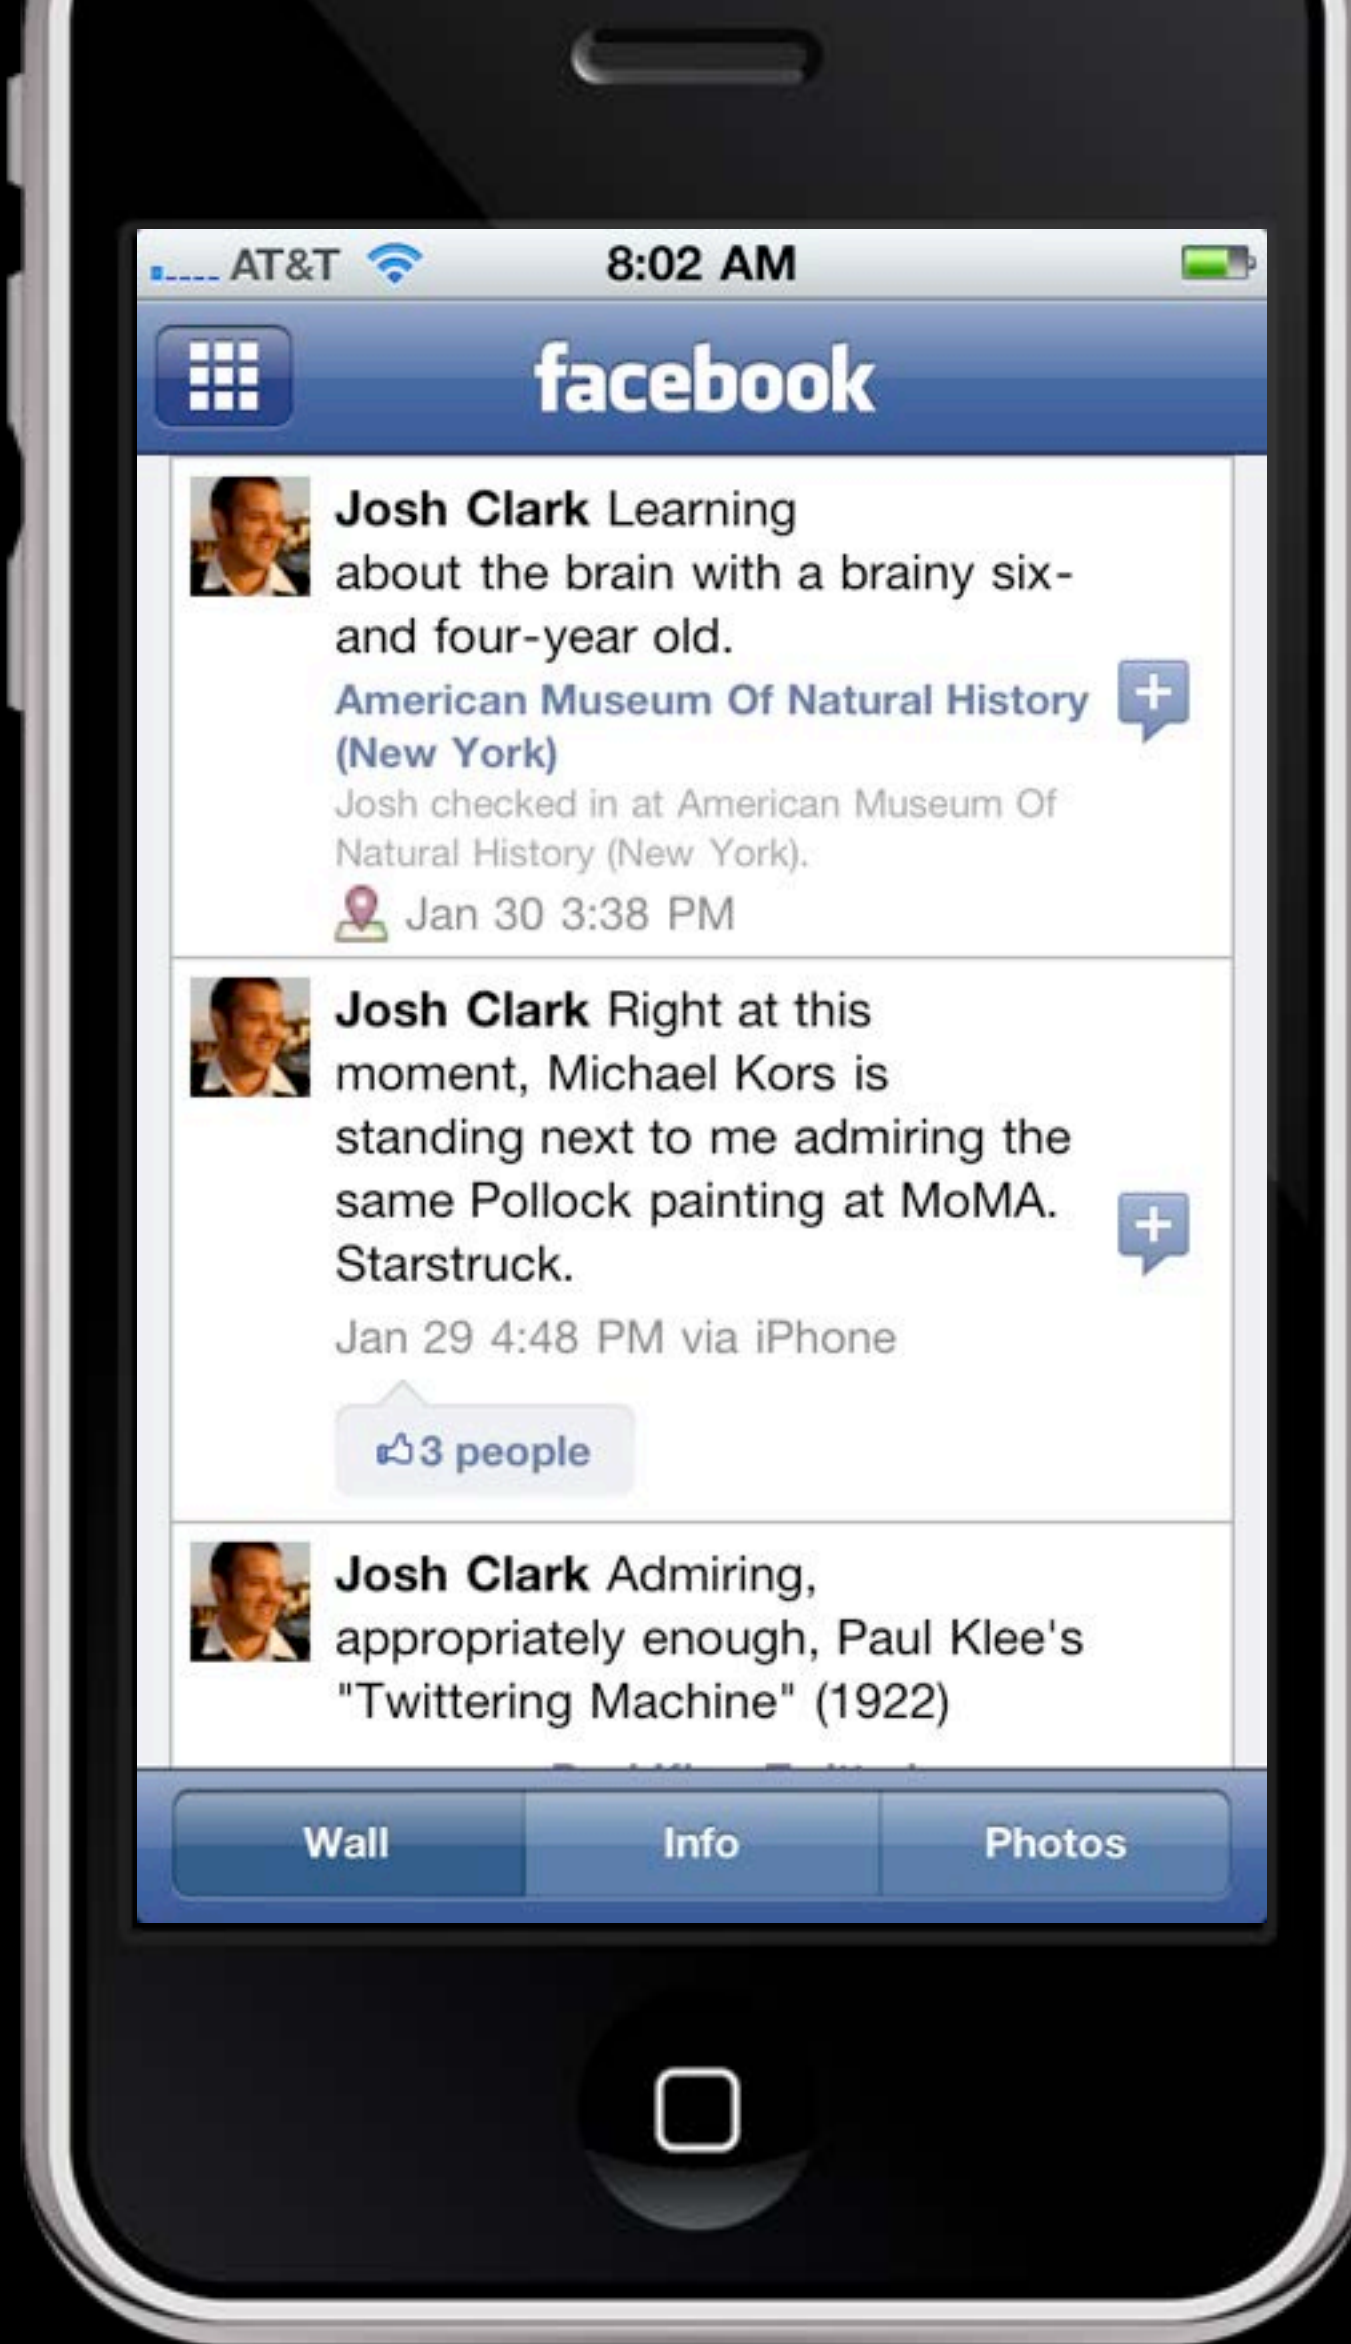 AT&T 8:02 AM
facebook
Josh Clark Learning
about the brain with a brainy six-
and four-year old.
American Museum Of Natural History
(New York)
Josh checked in at American Museum Of
Natural History (New York).
Jan 30 3:38 PM
Josh Clark Right at this
moment, Michael Kors is
standing next to me admiring the
same Pollock painting at MoMA.
Starstruck.
Jan 29 4:48 PM via iPhone
3 people
Josh Clark Admiring,
appropriately enough, Paul Klee's
"Twittering Machine" (1922)
Wall Info Photos